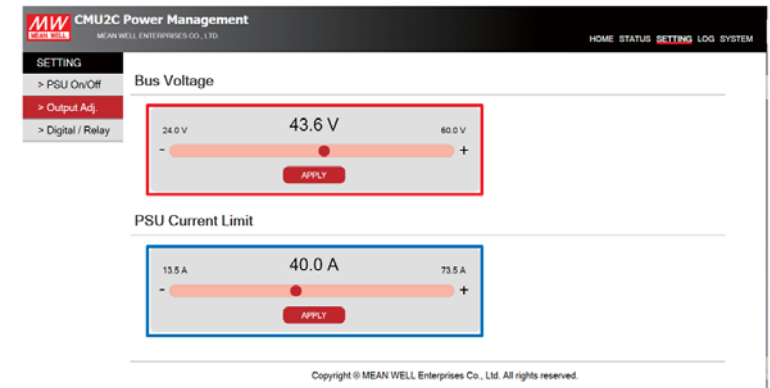 MW CMU2C Power Management
MEAN WELL MEAN WELL ENTERPRISES CO., LTD.
HOME STATUS SETTING LOG SYSTEM
SETTING
> PSU On/Off
> Output Adj.
> Digital / Relay
Bus Voltage
24.0 V 43.6 V 60.0 V
- +
APPLY
PSU Current Limit
13.5 A 40.0 A 73.5 A
- +
APPLY
Copyright © MEAN WELL Enterprises Co., Ltd. All rights reserved.